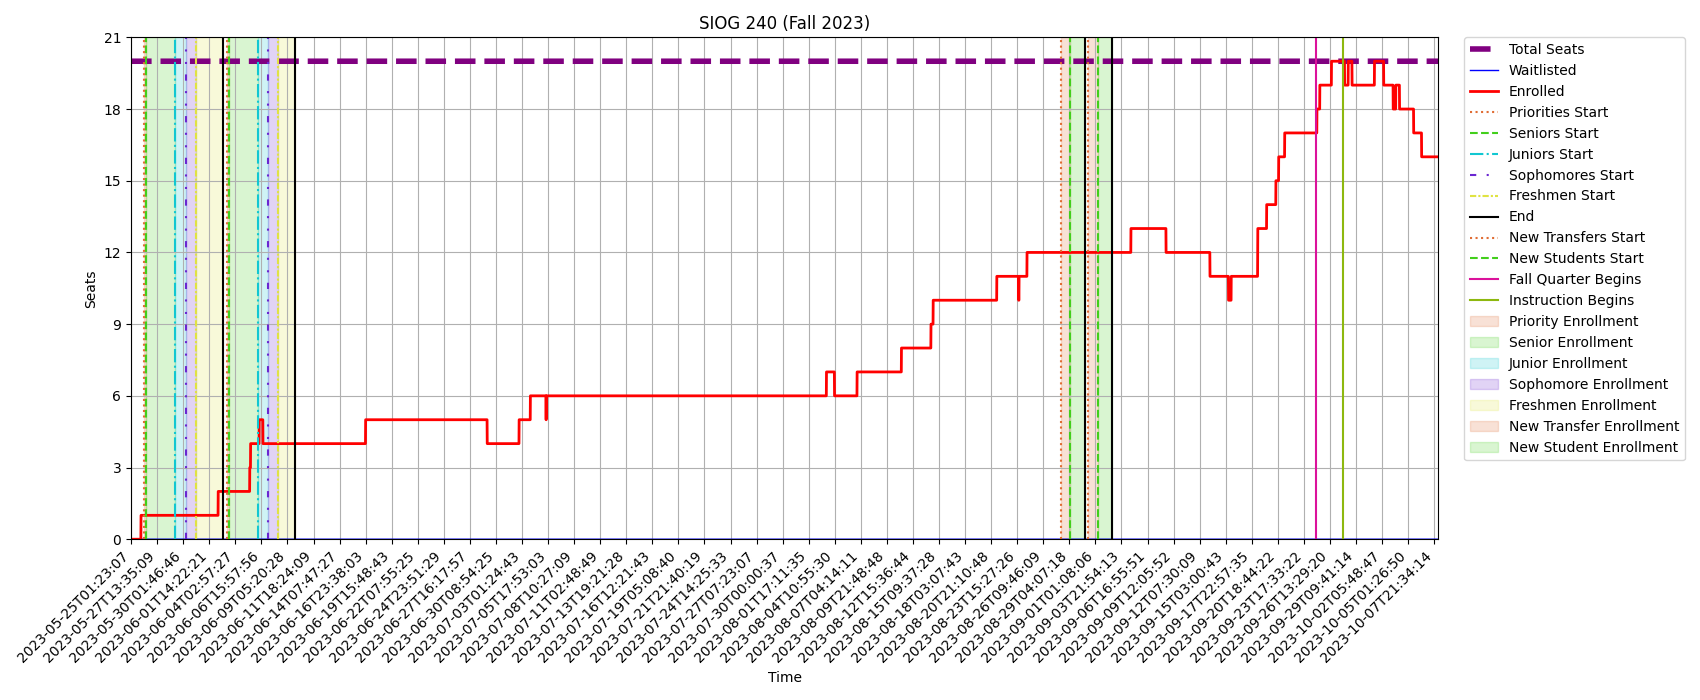 SIOG 240 (Fall 2023)
21
18
15
12
9
6
3
0
Seats
2023-05-25T01:23:07
2023-05-27T13:35:09
2023-05-30T01:46:46
2023-06-01T14:22:21
2023-06-04T02:57:27
2023-06-06T15:57:56
2023-06-09T05:20:28
2023-06-11T18:24:09
2023-06-14T07:47:27
2023-06-16T23:38:03
2023-06-19T15:48:43
2023-06-22T07:55:25
2023-06-24T23:51:29
2023-06-27T16:17:57
2023-06-30T08:54:25
2023-07-03T01:24:43
2023-07-05T17:53:03
2023-07-08T10:27:09
2023-07-11T02:48:49
2023-07-13T19:21:28
2023-07-16T12:21:43
2023-07-19T05:08:40
2023-07-21T21:40:19
2023-07-24T14:25:33
2023-07-27T07:23:07
2023-07-30T00:00:37
2023-08-01T17:11:35
2023-08-04T10:55:30
2023-08-07T04:14:11
2023-08-09T21:48:48
2023-08-12T15:36:44
2023-08-15T09:37:28
2023-08-18T03:07:43
2023-08-20T21:10:48
2023-08-23T15:27:26
2023-08-26T09:46:09
2023-08-29T04:07:18
2023-09-01T01:08:06
2023-09-03T21:54:13
2023-09-06T16:55:51
2023-09-09T12:05:52
2023-09-12T07:30:09
2023-09-15T03:00:43
2023-09-17T22:57:35
2023-09-20T18:44:22
2023-09-23T17:33:22
2023-09-26T13:29:20
2023-09-29T09:41:14
2023-10-02T05:48:47
2023-10-05T01:26:50
2023-10-07T21:34:14
Time
Total Seats
Waitlisted
Enrolled
Priorities Start
Seniors Start
Juniors Start
Sophomores Start
Freshmen Start
End
New Transfers Start
New Students Start
Fall Quarter Begins
Instruction Begins
Priority Enrollment
Senior Enrollment
Junior Enrollment
Sophomore Enrollment
Freshmen Enrollment
New Transfer Enrollment
New Student Enrollment